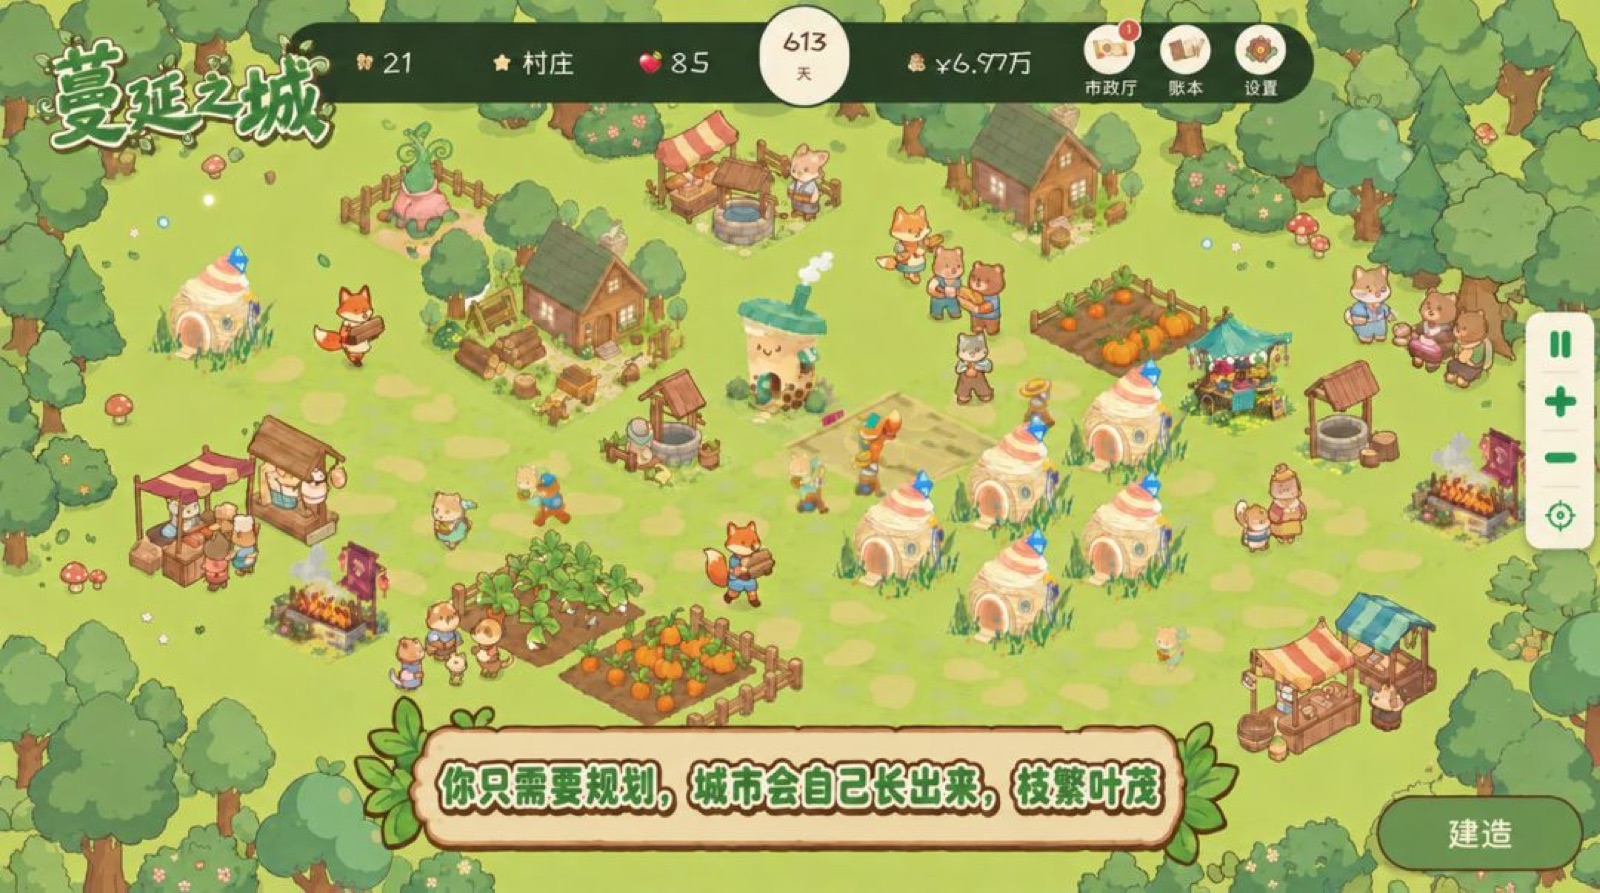 蔓延之城
21
村庄
85
613
天
¥6.97万
1
市政厅
账本
设置
你只需要规划,城市会自己长出来,枝繁叶茂
建造